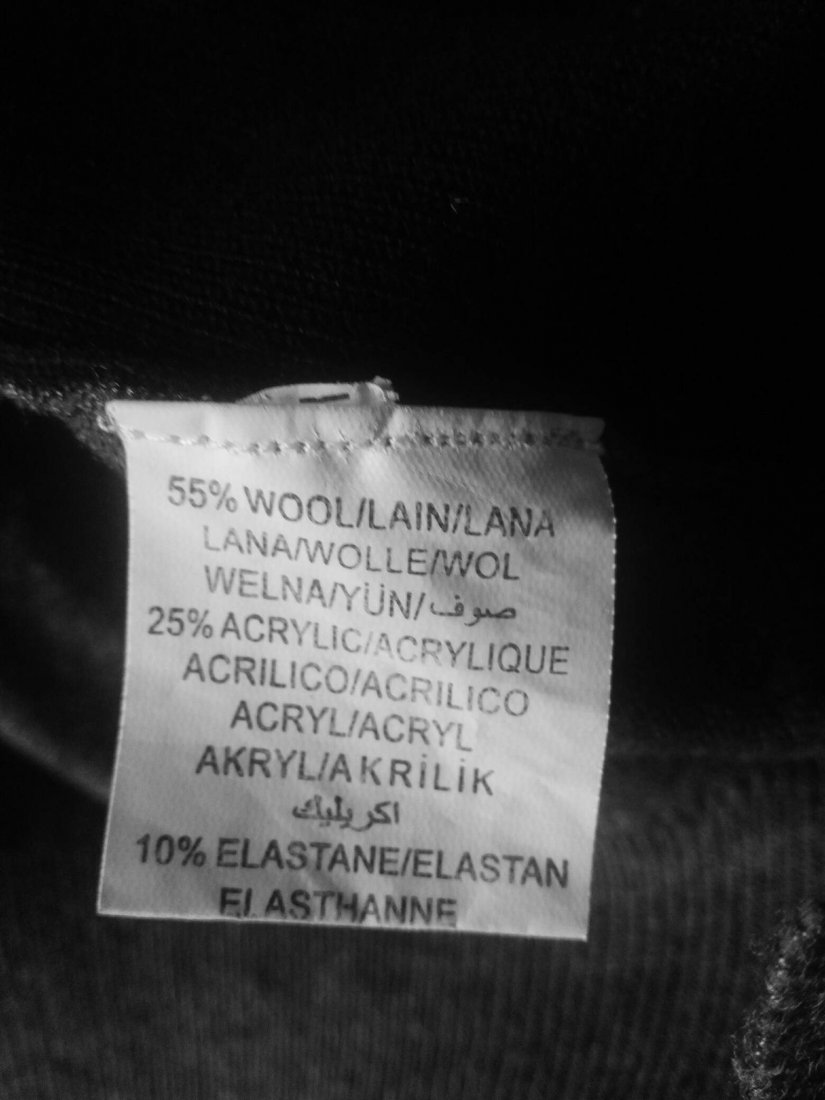 55% WOOL/LAIN/LANA
LANA/WOLLE/WOL
WELNA/YÜN/صوف
25% ACRYLIC/ACRYLIQUE
ACRILICO/ACRILICO
ACRYL/ACRYL
AKRYL/AKRİLİK
اكريليك
10% ELASTANE/ELASTAN
ELASTHANNE